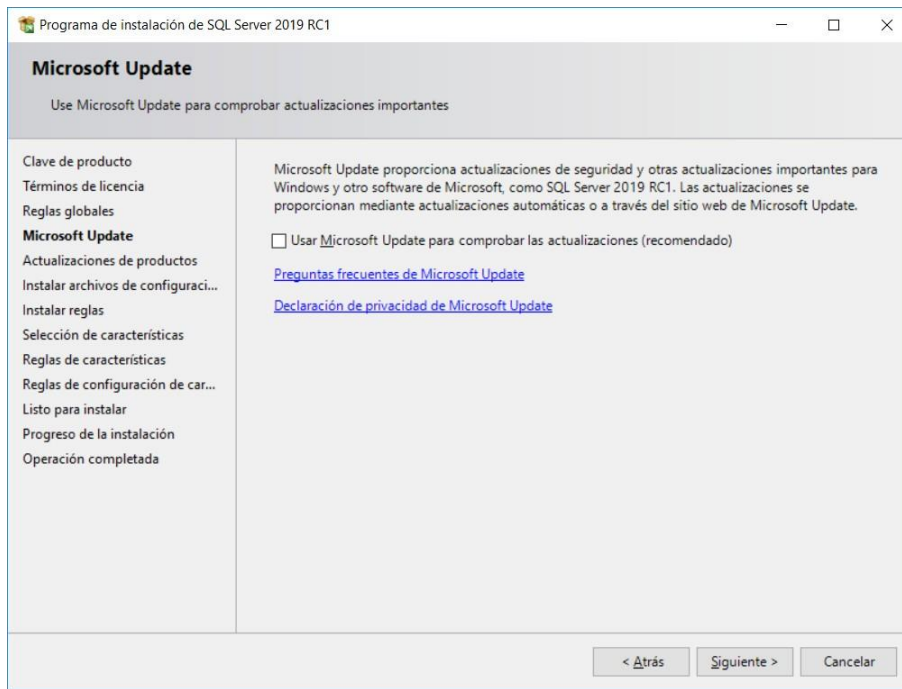 Programa de instalación de SQL Server 2019 RC1
Microsoft Update
Use Microsoft Update para comprobar actualizaciones importantes
Clave de producto
Términos de licencia
Reglas globales
Microsoft Update
Actualizaciones de productos
Instalar archivos de configuraci...
Instalar reglas
Selección de características
Reglas de características
Reglas de configuración de car...
Listo para instalar
Progreso de la instalación
Operación completada
Microsoft Update proporciona actualizaciones de seguridad y otras actualizaciones importantes para
Windows y otro software de Microsoft, como SQL Server 2019 RC1. Las actualizaciones se
proporcionan mediante actualizaciones automáticas o a través del sitio web de Microsoft Update.
Usar Microsoft Update para comprobar las actualizaciones (recomendado)
Preguntas frecuentes de Microsoft Update
Declaración de privacidad de Microsoft Update
< Atrás
Siguiente >
Cancelar